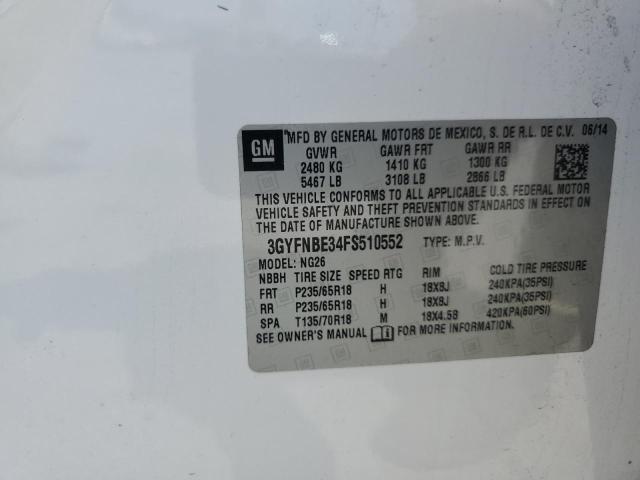 GM MFD BY GENERAL MOTORS DE MEXICO, S. DE R.L. DE C.V. 06/14
GVWR GAWR FRT GAWR RR
2480 KG 1410 KG 1300 KG
5467 LB 3108 LB 2866 LB
THIS VEHICLE CONFORMS TO ALL APPLICABLE U.S. FEDERAL MOTOR
VEHICLE SAFETY AND THEFT PREVENTION STANDARDS IN EFFECT ON
THE DATE OF MANUFACTURE SHOWN ABOVE.
3GYFNBE34FS510552 TYPE: M.P.V.
MODEL: NG26
NBBH TIRE SIZE SPEED RTG RIM COLD TIRE PRESSURE
FRT P235/65R18 H 18X8J 240KPA(35PSI)
RR P235/65R18 H 18X8J 240KPA(35PSI)
SPA T135/70R18 M 18X4.5B 420KPA(60PSI)
SEE OWNER'S MANUAL FOR MORE INFORMATION.